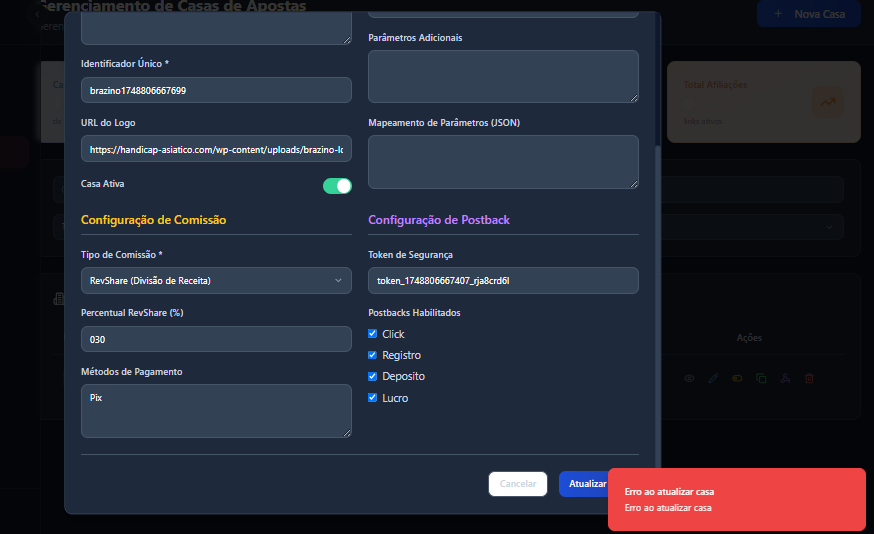 Gerenciamento de Casas de Apostas
+ Nova Casa
Identificador Único *
brazino1748806667699
URL do Logo
https://handicap-asiatico.com/wp-content/uploads/brazino-lo
Casa Ativa
Configuração de Comissão
Tipo de Comissão *
RevShare (Divisão de Receita)
Percentual RevShare (%)
030
Métodos de Pagamento
Pix
Parâmetros Adicionais
Mapeamento de Parâmetros (JSON)
Configuração de Postback
Token de Segurança
token_1748806667407_rja8crd6l
Postbacks Habilitados
Click
Registro
Deposito
Lucro
Cancelar
Atualizar
Total Afiliações
Ações
Erro ao atualizar casa
Erro ao atualizar casa